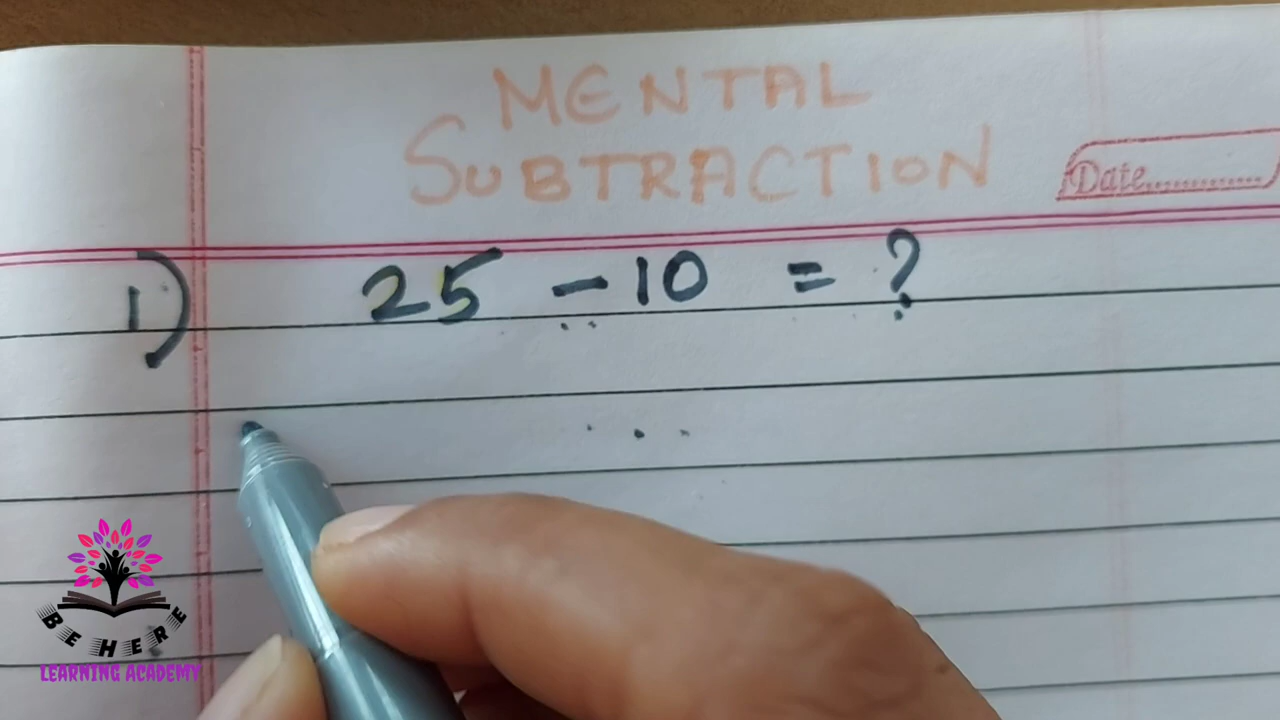 MENTAL
SUBTRACTION
Date..............
1) 25 - 10 = ?
BE HERE
LEARNING ACADEMY